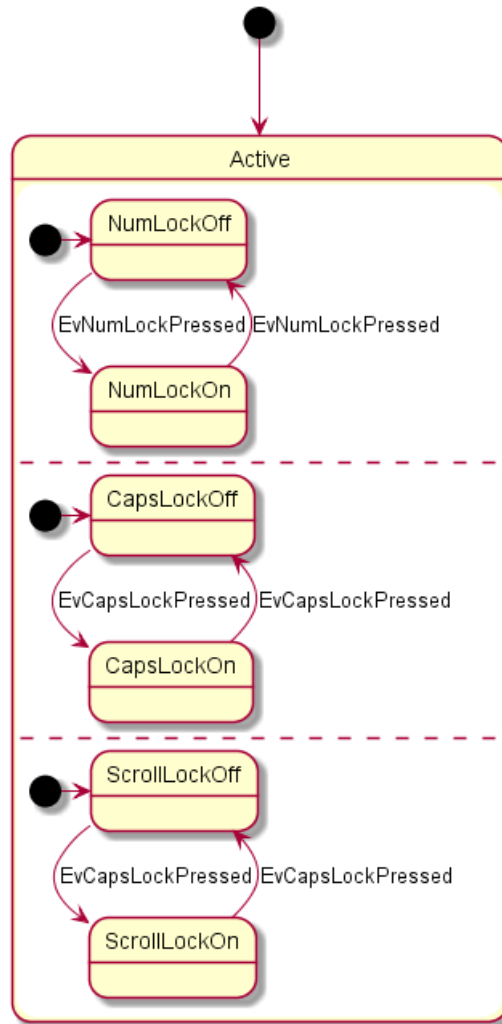 Active
NumLockOff
EvNumLockPressed EvNumLockPressed
NumLockOn
CapsLockOff
EvCapsLockPressed EvCapsLockPressed
CapsLockOn
ScrollLockOff
EvCapsLockPressed EvCapsLockPressed
ScrollLockOn